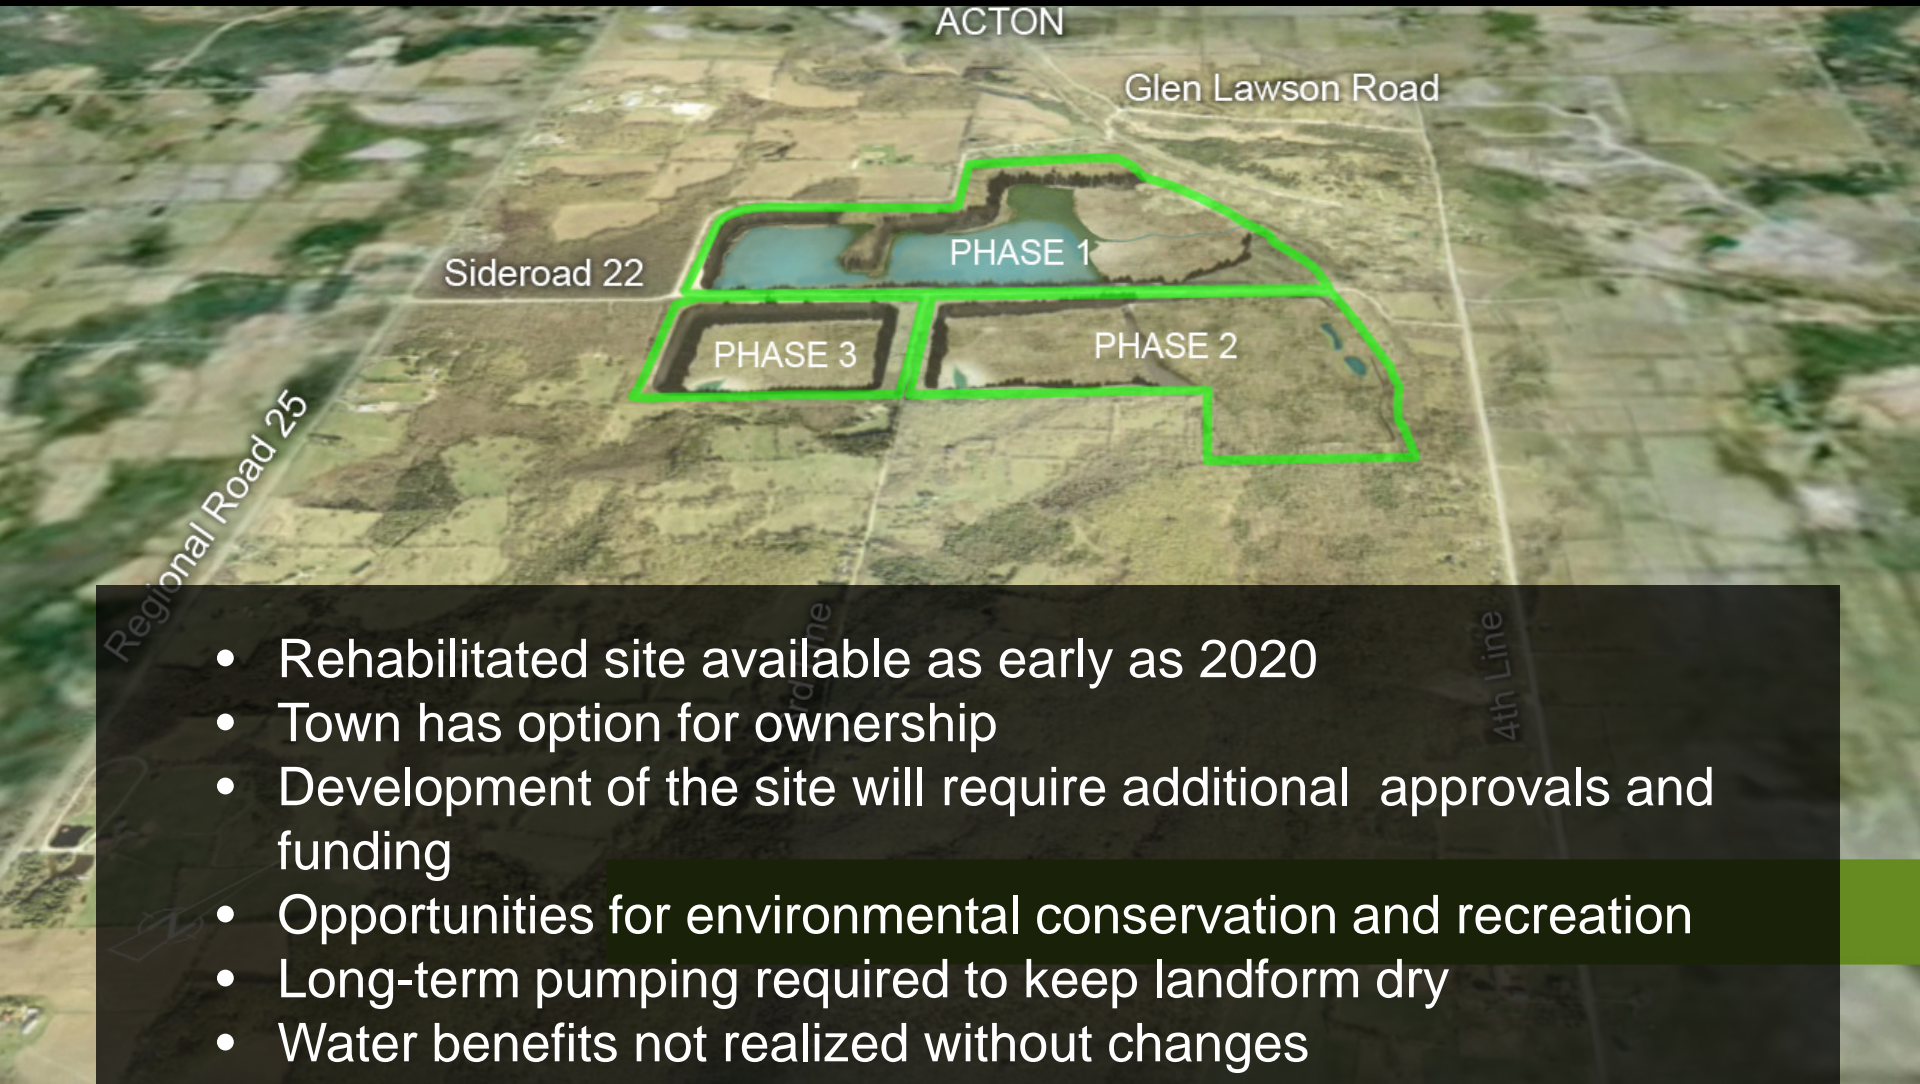 ACTON
Glen Lawson Road
PHASE 1
Sideroad 22
PHASE 3
PHASE 2
Regional Road 25
4th Line
• Rehabilitated site available as early as 2020
• Town has option for ownership
• Development of the site will require additional  approvals and
funding
• Opportunities for environmental conservation and recreation
• Long-term pumping required to keep landform dry
• Water benefits not realized without changes